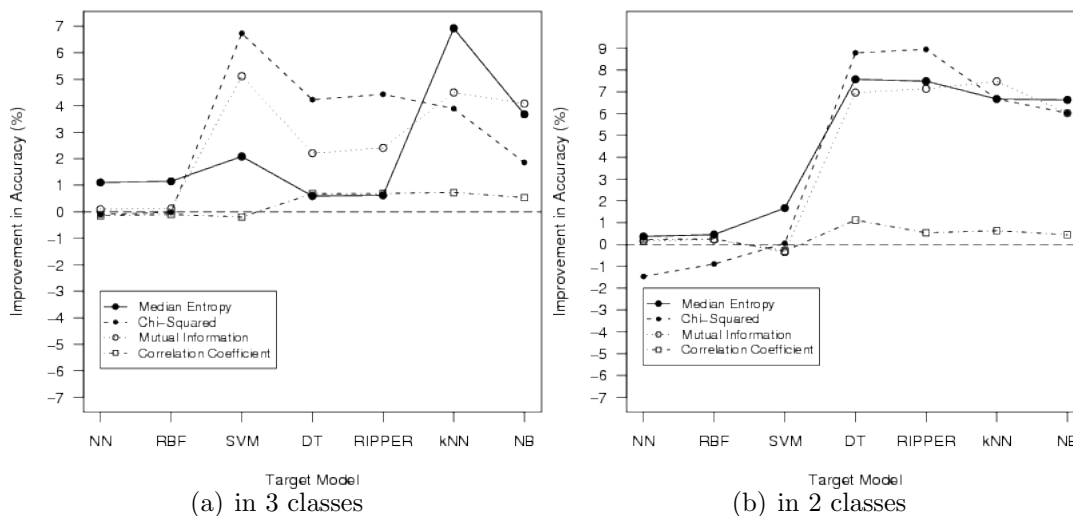 7
6
5
4
3
2
1
0
−1
−2
−3
−4
−5
−6
−7
Improvement in Accuracy (%)
Median Entropy
Chi−Squared
Mutual Information
Correlation Coefficient
NN RBF SVM DT RIPPER kNN NB
Target Model
(a) in 3 classes
9
8
7
6
5
4
3
2
1
0
−1
−2
−3
−4
−5
−6
−7
Improvement in Accuracy (%)
Median Entropy
Chi−Squared
Mutual Information
Correlation Coefficient
NN RBF SVM DT RIPPER kNN NB
Target Model
(b) in 2 classes